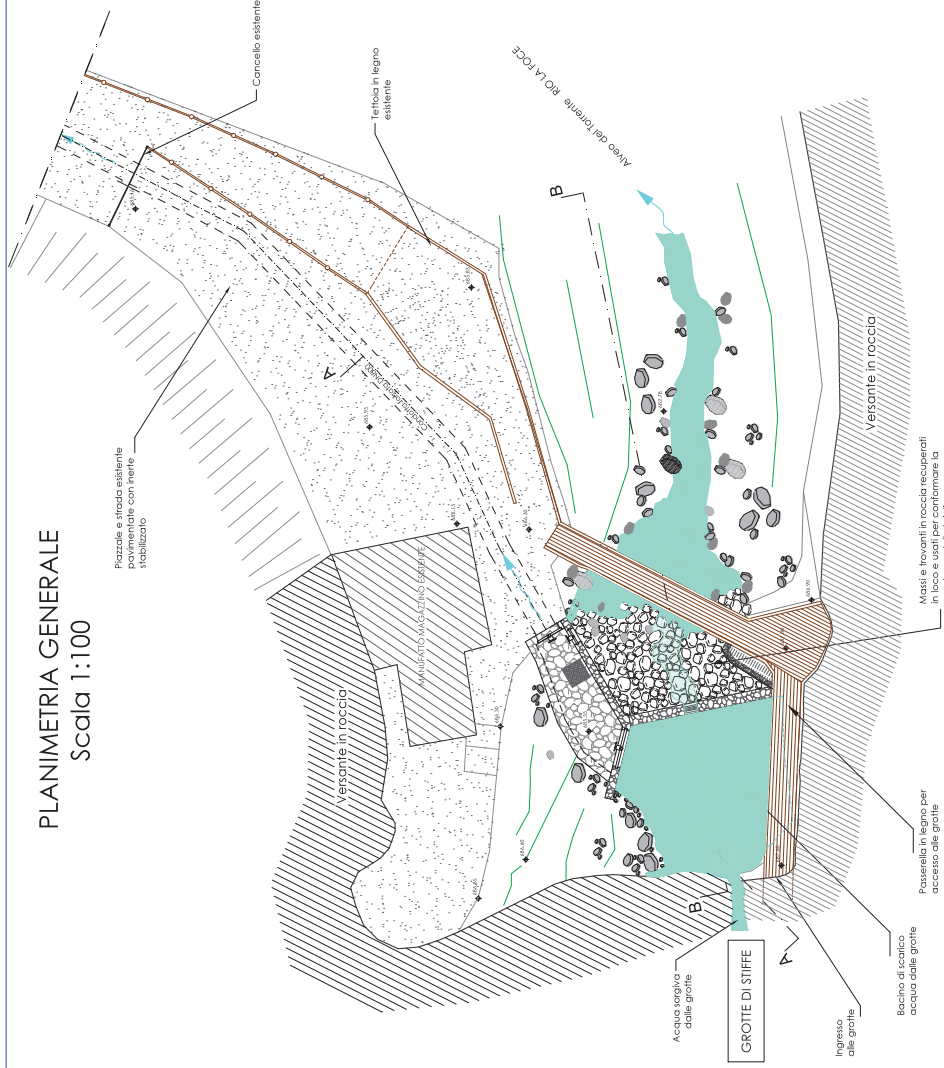 PLANIMETRIA GENERALE
Scala 1:100
Cancello esistente
Tettoia in legno
esistente
Alveo del Torrente RIO LA FOCE
B
A
Piazzale e strada esistente
pavimentate con inerte
stabilizzato
MANUFATTO MAGAZZINO ESISTENTE
Versante in roccia
Versante in roccia
Massi e trovanti in roccia recuperati
in loco e usati per conformare la
Passerella in legno per
accesso alle grotte
Bacino di scarico
acqua dalle grotte
Ingresso
alle grotte
Acqua sorgiva
dalle grotte
GROTTE DI STIFFE
B
A